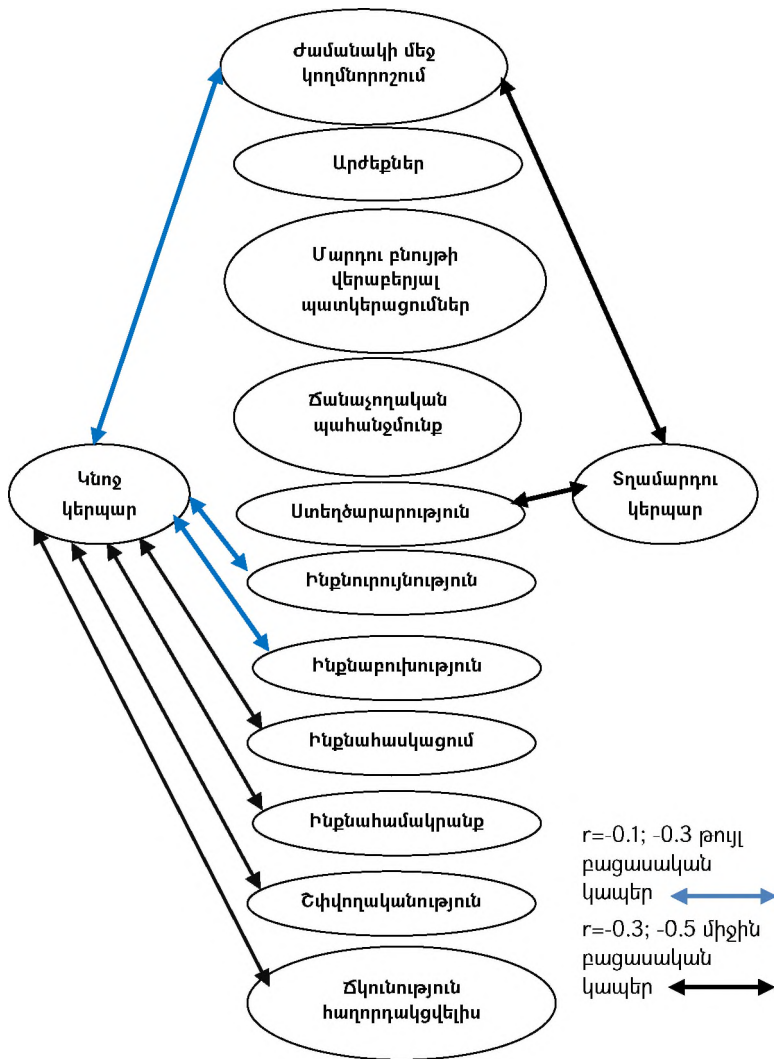 Ժամանակի մեջ
կողմնորոշում
Արժեքներ
Մարդու բնույթի
վերաբերյալ
պատկերացումներ
Ճանաչողական
պահանջմունք
Կնոջ
կերպար
Տղամարդու
կերպար
Ստեղծարարություն
Ինքնուրույնություն
Ինքնաբուխություն
Ինքնահասկացում
Ինքնահամակրանք
Շփվողականություն
Ճկունություն
հաղորդակցվելիս
r=-0.1; -0.3 թույլ
բացասական
կապեր
r=-0.3; -0.5 միջին
բացասական
կապեր